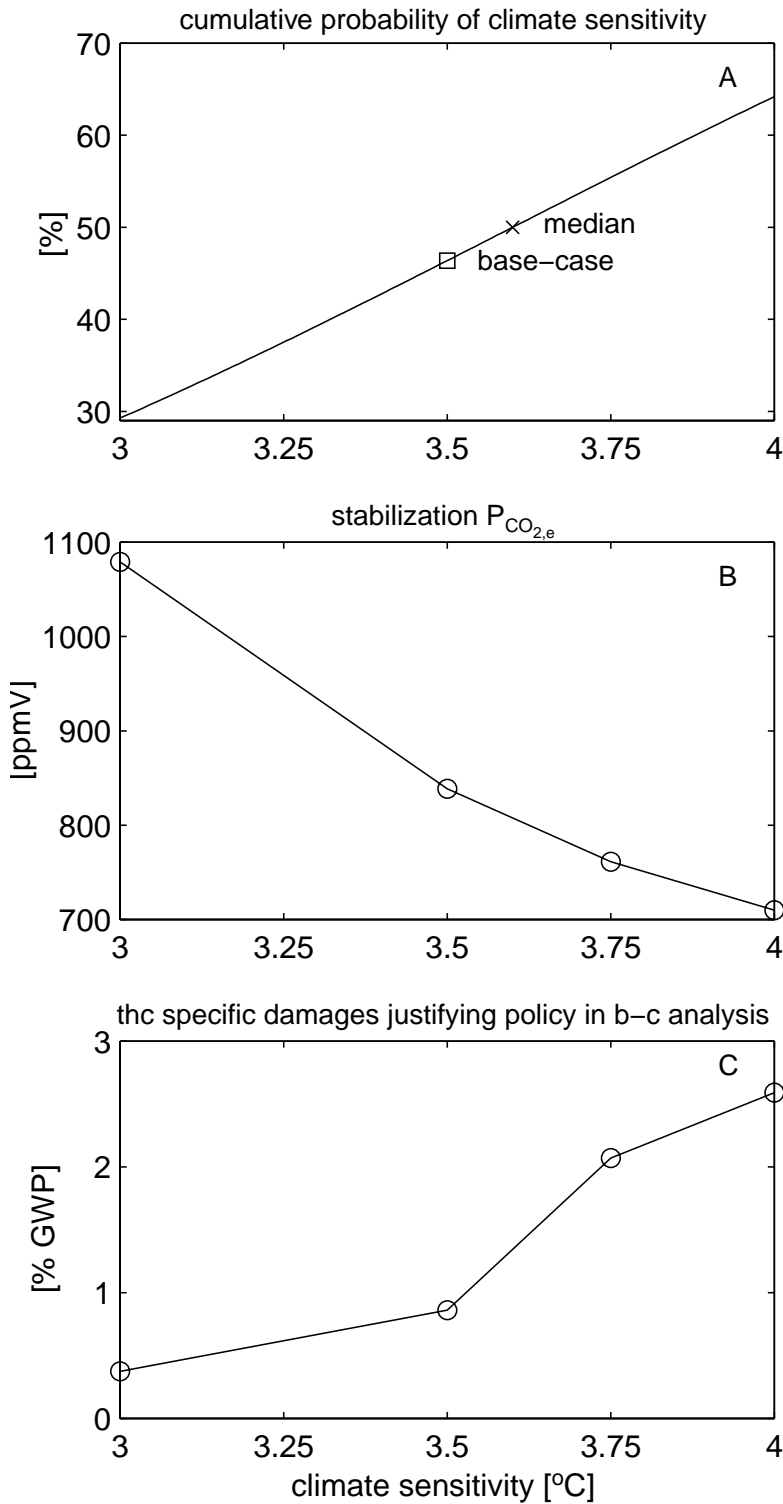 cumulative probability of climate sensitivity
70
A
60
[%]
50
median
base−case
40
30
3 3.25 3.5 3.75 4
stabilization P_CO₂,e
1100
B
1000
[ppmV]
900
800
700
3 3.25 3.5 3.75 4
thc specific damages justifying policy in b−c analysis
3
C
2
[% GWP]
1
0
3 3.25 3.5 3.75 4
climate sensitivity [ºC]